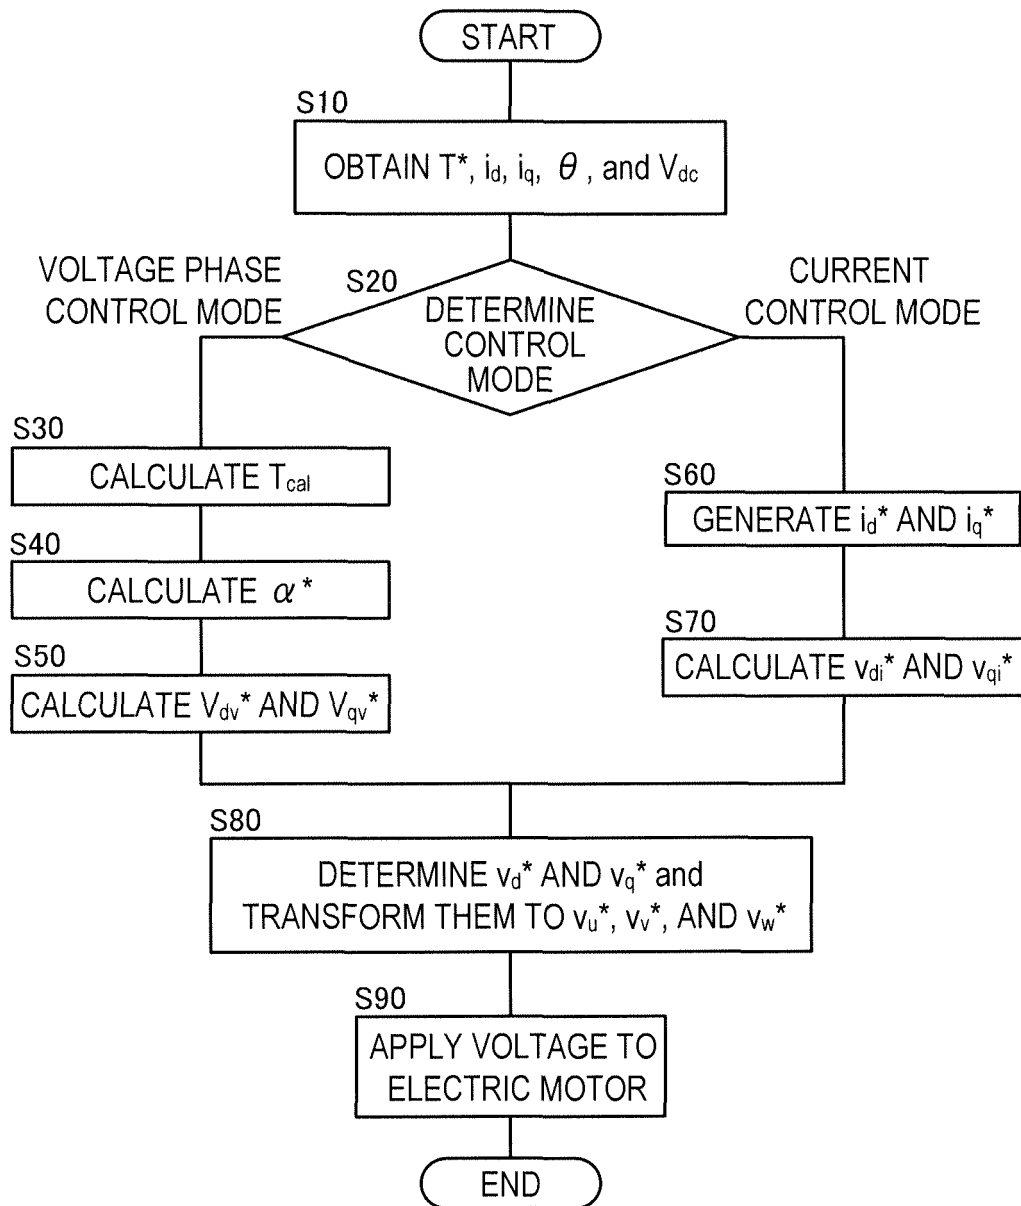 START
S10
OBTAIN T*, id, iq, θ, and Vdc
VOLTAGE PHASE
CONTROL MODE
S20
DETERMINE
CONTROL
MODE
CURRENT
CONTROL MODE
S30
CALCULATE Tcal
S40
CALCULATE α*
S50
CALCULATE Vdv* AND Vqv*
S60
GENERATE id* AND iq*
S70
CALCULATE vdi* AND vqi*
S80
DETERMINE vd* AND vq* and
TRANSFORM THEM TO vu*, vv*, AND vw*
S90
APPLY VOLTAGE TO
ELECTRIC MOTOR
END